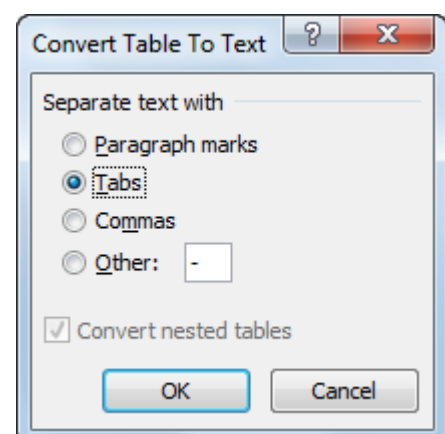 Convert Table To Text ?
Separate text with
Paragraph marks
Tabs
Commas
Other: -
Convert nested tables
OK Cancel